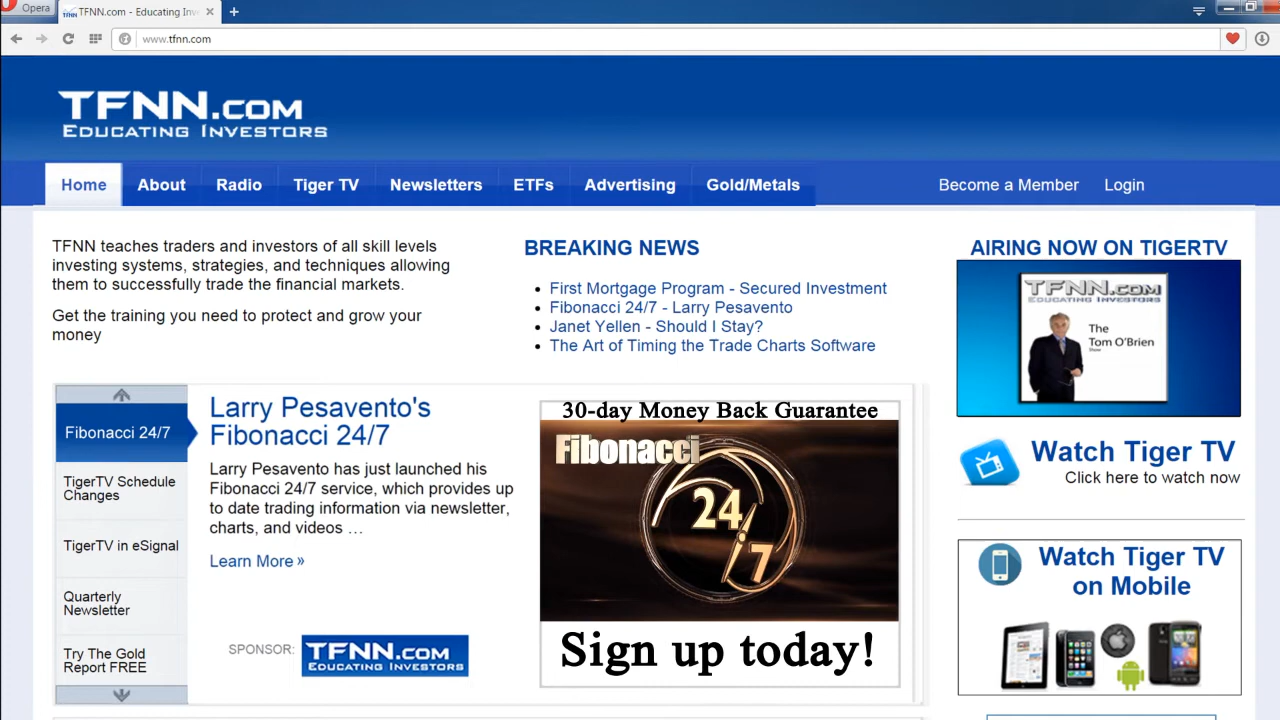 Opera
TFNN.com - Educating Inv
www.tfnn.com
TFNN.com
Educating Investors
Home
About
Radio
Tiger TV
Newsletters
ETFs
Advertising
Gold/Metals
Become a Member
Login
TFNN teaches traders and investors of all skill levels
investing systems, strategies, and techniques allowing
them to successfully trade the financial markets.
Get the training you need to protect and grow your
money
BREAKING NEWS
First Mortgage Program - Secured Investment
Fibonacci 24/7 - Larry Pesavento
Janet Yellen - Should I Stay?
The Art of Timing the Trade Charts Software
AIRING NOW ON TIGERTV
TFNN.com
Educating Investors
The
Tom O'Brien
Show
Watch Tiger TV
Click here to watch now
Watch Tiger TV
on Mobile
Fibonacci 24/7
TigerTV Schedule
Changes
TigerTV in eSignal
Quarterly
Newsletter
Try The Gold
Report FREE
Larry Pesavento's
Fibonacci 24/7
Larry Pesavento has just launched his
Fibonacci 24/7 service, which provides up
to date trading information via newsletter,
charts, and videos …
Learn More »
SPONSOR:
TFNN.com
Educating Investors
30-day Money Back Guarantee
Fibonacci
24
7
Sign up today!